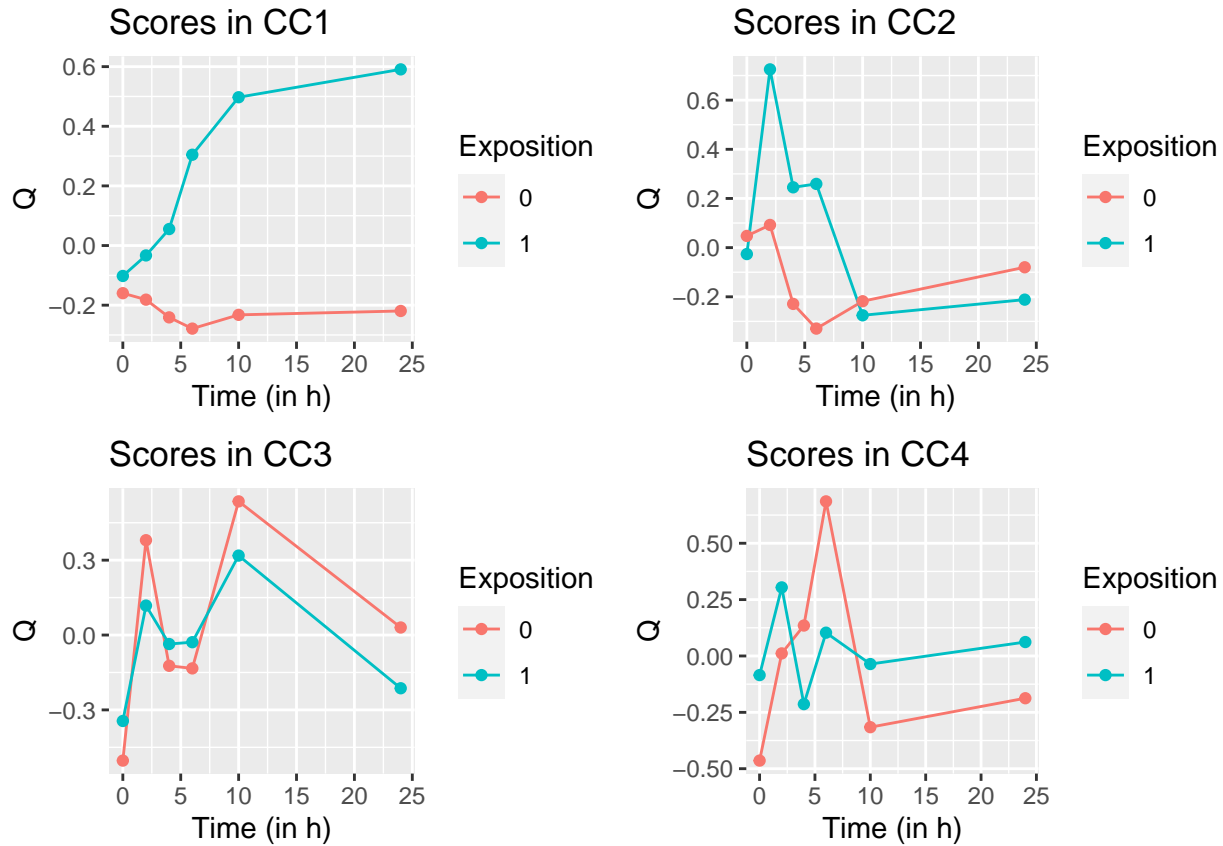 Scores in CC1
0.6
0.4
0.2
0.0
−0.2
Q
0 5 10 15 20 25
Time (in h)
Exposition
0
1
Scores in CC2
0.6
0.4
0.2
0.0
−0.2
Q
0 5 10 15 20 25
Time (in h)
Exposition
0
1
Scores in CC3
0.3
0.0
−0.3
Q
0 5 10 15 20 25
Time (in h)
Exposition
0
1
Scores in CC4
0.50
0.25
0.00
−0.25
−0.50
Q
0 5 10 15 20 25
Time (in h)
Exposition
0
1